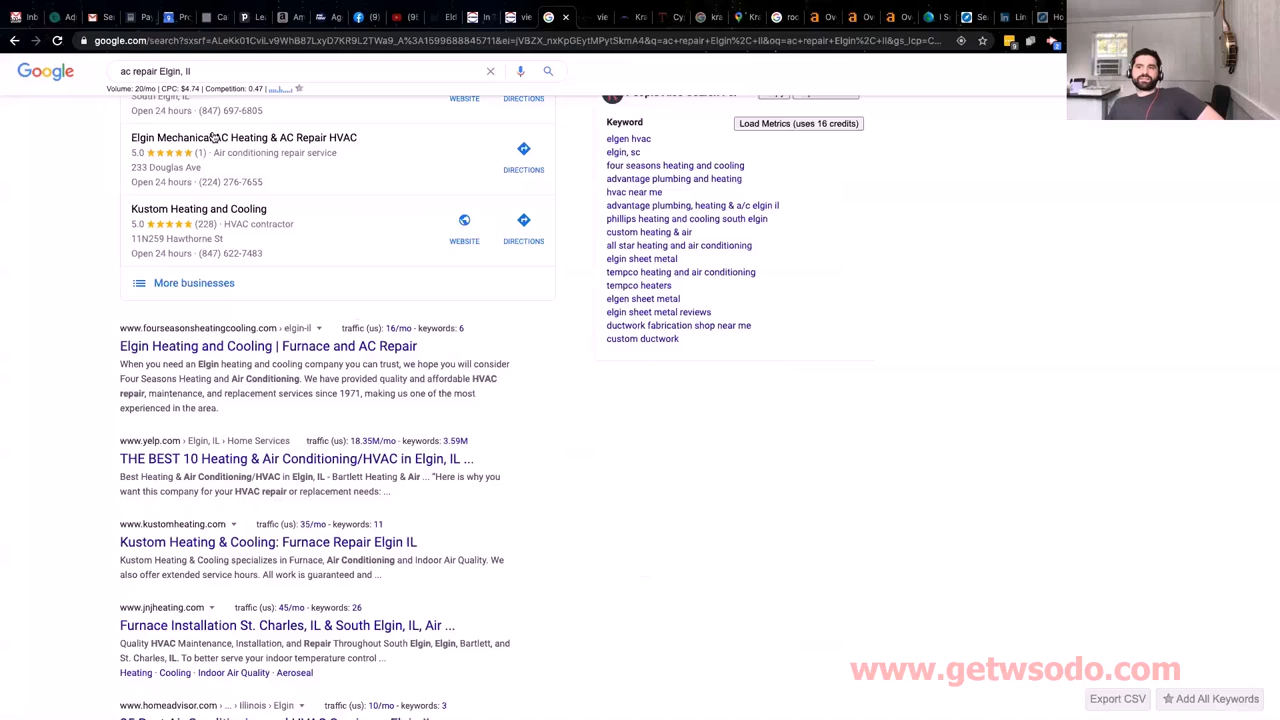 google.com/search?sxsrf=ALeKk01CviLv9WhB87LxyD7KR9L2TWa9_A%3A1599688845711&ei=jVBZX_nxKpGEytMPytSkmA4&q=ac+repair+Elgin%2C+Il&oq=ac+repair+Elgin%2C+Il&gs_lcp=C...
Google
ac repair Elgin, Il
Volume: 20/mo | CPC: $4.74 | Competition: 0.47 |
South Elgin, IL
Open 24 hours · (847) 697-6805
WEBSITE
DIRECTIONS
Elgin Mechanical AC Heating & AC Repair HVAC
5.0 (1) · Air conditioning repair service
233 Douglas Ave
Open 24 hours · (224) 276-7655
DIRECTIONS
Kustom Heating and Cooling
5.0 (228) · HVAC contractor
11N259 Hawthorne St
Open 24 hours · (847) 622-7483
WEBSITE
DIRECTIONS
More businesses
www.fourseasonsheatingcooling.com › elgin-il traffic (us): 16/mo - keywords: 6
Elgin Heating and Cooling | Furnace and AC Repair
When you need an Elgin heating and cooling company you can trust, we hope you will consider
Four Seasons Heating and Air Conditioning. We have provided quality and affordable HVAC
repair, maintenance, and replacement services since 1971, making us one of the most
experienced in the area.
www.yelp.com › Elgin, IL › Home Services traffic (us): 18.35M/mo - keywords: 3.59M
THE BEST 10 Heating & Air Conditioning/HVAC in Elgin, IL ...
Best Heating & Air Conditioning/HVAC in Elgin, IL - Bartlett Heating & Air ... “Here is why you
want this company for your HVAC repair or replacement needs: ...
www.kustomheating.com traffic (us): 35/mo - keywords: 11
Kustom Heating & Cooling: Furnace Repair Elgin IL
Kustom Heating & Cooling specializes in Furnace, Air Conditioning and Indoor Air Quality. We
also offer extended service hours. All work is guaranteed and ...
www.jnjheating.com traffic (us): 45/mo - keywords: 26
Furnace Installation St. Charles, IL & South Elgin, IL, Air ...
Quality HVAC Maintenance, Installation, and Repair Throughout South Elgin, Elgin, Bartlett, and
St. Charles, IL. To better serve your indoor temperature control ...
Heating · Cooling · Indoor Air Quality · Aeroseal
www.homeadvisor.com › ... › Illinois › Elgin traffic (us): 10/mo - keywords: 3
Keyword
Load Metrics (uses 16 credits)
elgen hvac
elgin, sc
four seasons heating and cooling
advantage plumbing and heating
hvac near me
advantage plumbing, heating & a/c elgin il
phillips heating and cooling south elgin
custom heating & air
all star heating and air conditioning
elgin sheet metal
tempco heating and air conditioning
tempco heaters
elgen sheet metal
elgin sheet metal reviews
ductwork fabrication shop near me
custom ductwork
www.getwsodo.com
Export CSV
Add All Keywords